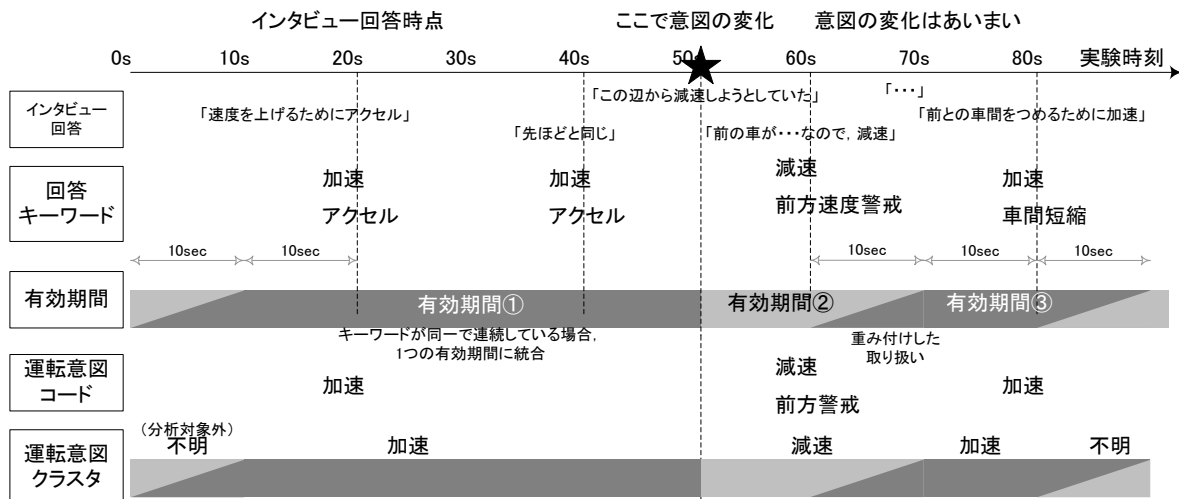 インタビュー回答時点
ここで意図の変化
意図の変化はあいまい
0s 10s 20s 30s 40s 50s 60s 70s 80s 実験時刻
インタビュー
回答
「この辺から減速しようとしていた」
「・・・」
「速度を上げるためにアクセル」
「前との車間をつめるために加速」
「先ほどと同じ」
「前の車が・・・なので, 減速」
回答
キーワード
加速
アクセル
加速
アクセル
減速
前方速度警戒
加速
車間短縮
10sec 10sec 10sec 10sec 10sec
有効期間
有効期間①
有効期間②
有効期間③
キーワードが同一で連続している場合,
1つの有効期間に統合
重み付けした
取り扱い
運転意図
コード
加速
減速
前方警戒
加速
運転意図
クラスタ
(分析対象外)
不明
加速
減速
加速
不明